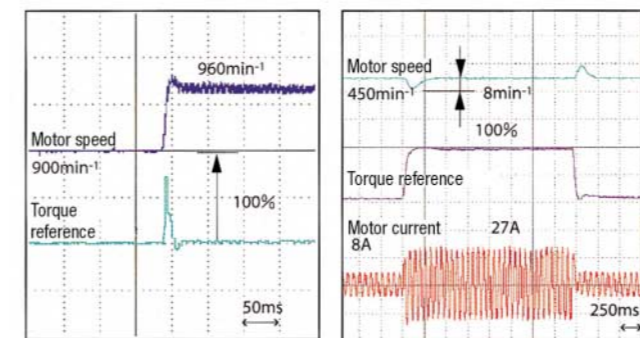 960min⁻¹
Motor speed
900min⁻¹
100%
Torque
reference
50ms
Motor speed
450min⁻¹
8min⁻¹
100%
Torque reference
Motor current
8A
27A
250ms